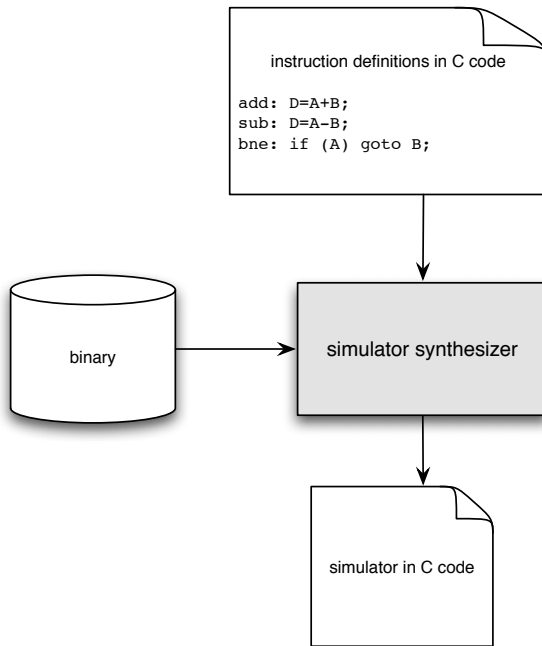 instruction definitions in C code
add: D=A+B;
sub: D=A-B;
bne: if (A) goto B;
binary
simulator synthesizer
simulator in C code